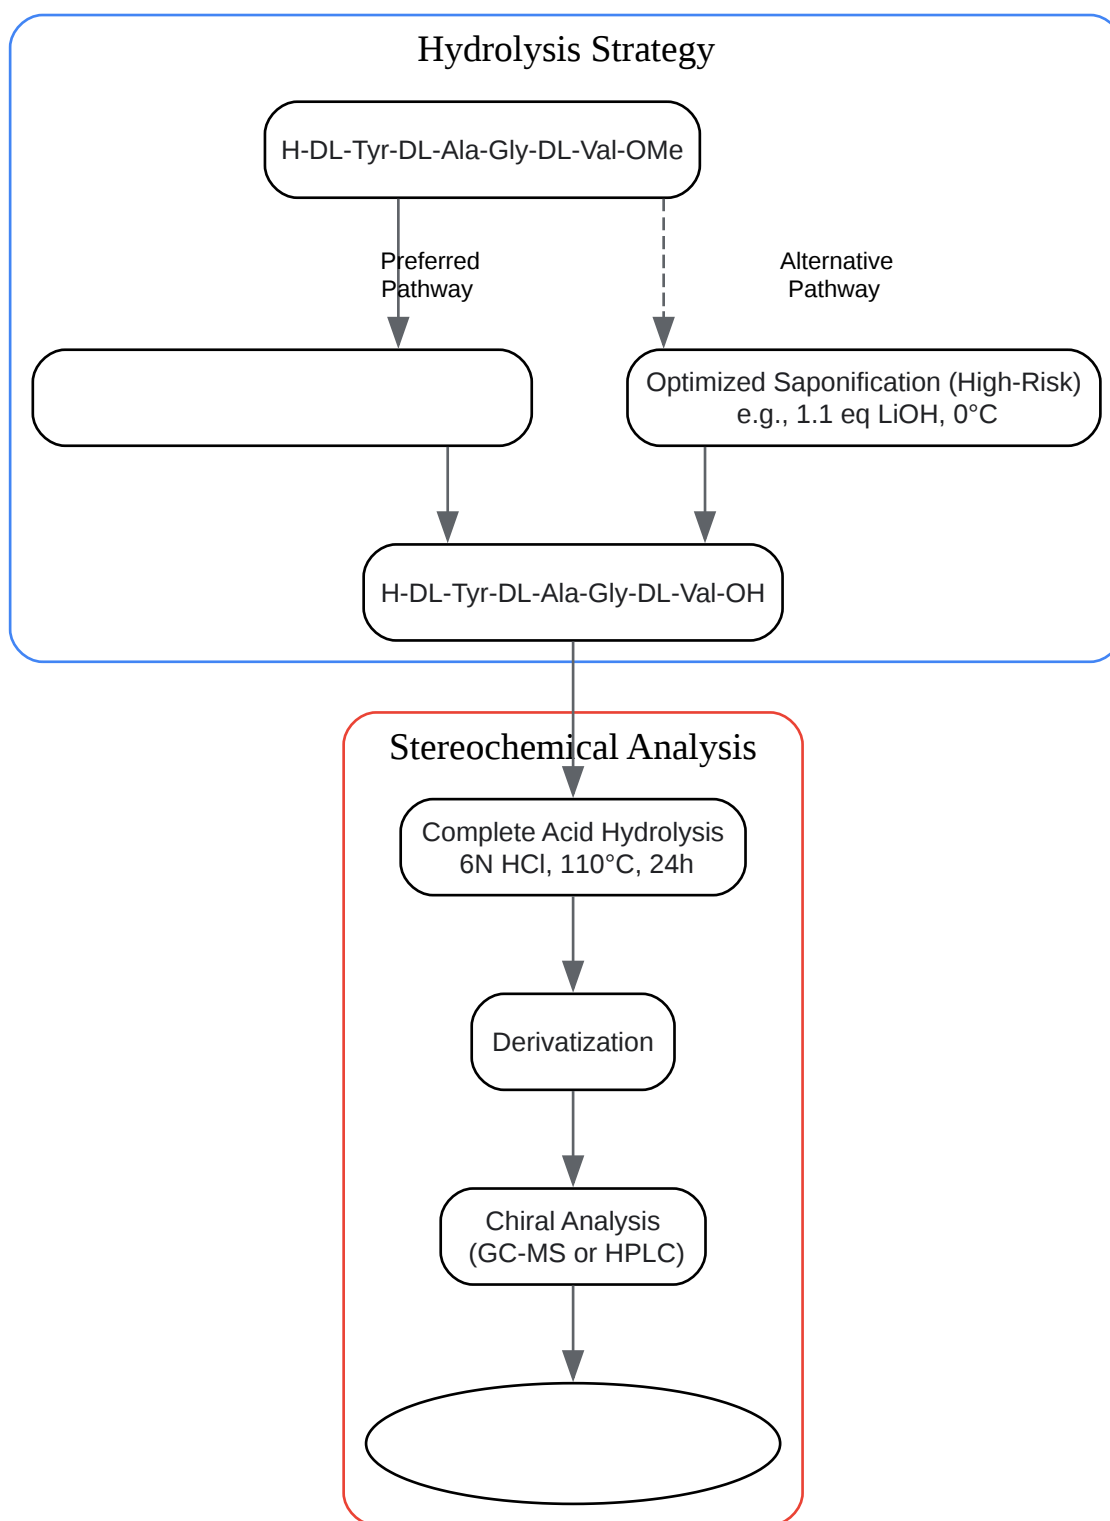 Hydrolysis Strategy
H-DL-Tyr-DL-Ala-Gly-DL-Val-OMe
Preferred
Pathway
Alternative
Pathway
Optimized Saponification (High-Risk)
e.g., 1.1 eq LiOH, 0°C
H-DL-Tyr-DL-Ala-Gly-DL-Val-OH
Stereochemical Analysis
Complete Acid Hydrolysis
6N HCl, 110°C, 24h
Derivatization
Chiral Analysis
(GC-MS or HPLC)